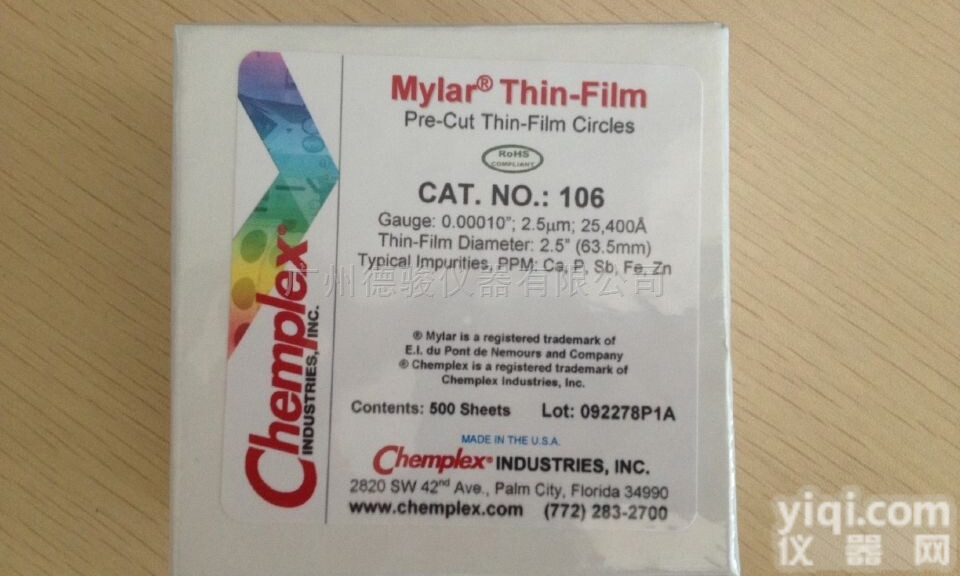 Mylar® Thin-Film
Pre-Cut Thin-Film Circles
RoHS
COMPLIANT
CAT. NO.: 106
Gauge: 0.00010"; 2.5µm; 25,400Å
Thin-Film Diameter: 2.5" (63.5mm)
Typical Impurities, PPM: Ca, P, Sb, Fe, Zn
广州德骏仪器有限公司
® Mylar is a registered trademark of
E.I. du Pont de Nemours and Company
® Chemplex is a registered trademark of
Chemplex Industries, Inc.
Contents: 500 Sheets Lot: 092278P1A
MADE IN THE U.S.A.
Chemplex® INDUSTRIES, INC.
2820 SW 42nd Ave., Palm City, Florida 34990
www.chemplex.com (772) 283-2700
Chemplex®
INDUSTRIES, INC.
yiqi.com
仪器网